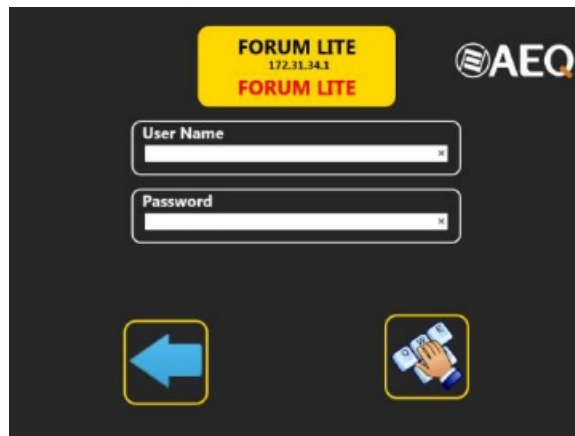 FORUM LITE
172.31.34.1
FORUM LITE
AEQ
User Name
×
Password
×
Q W R